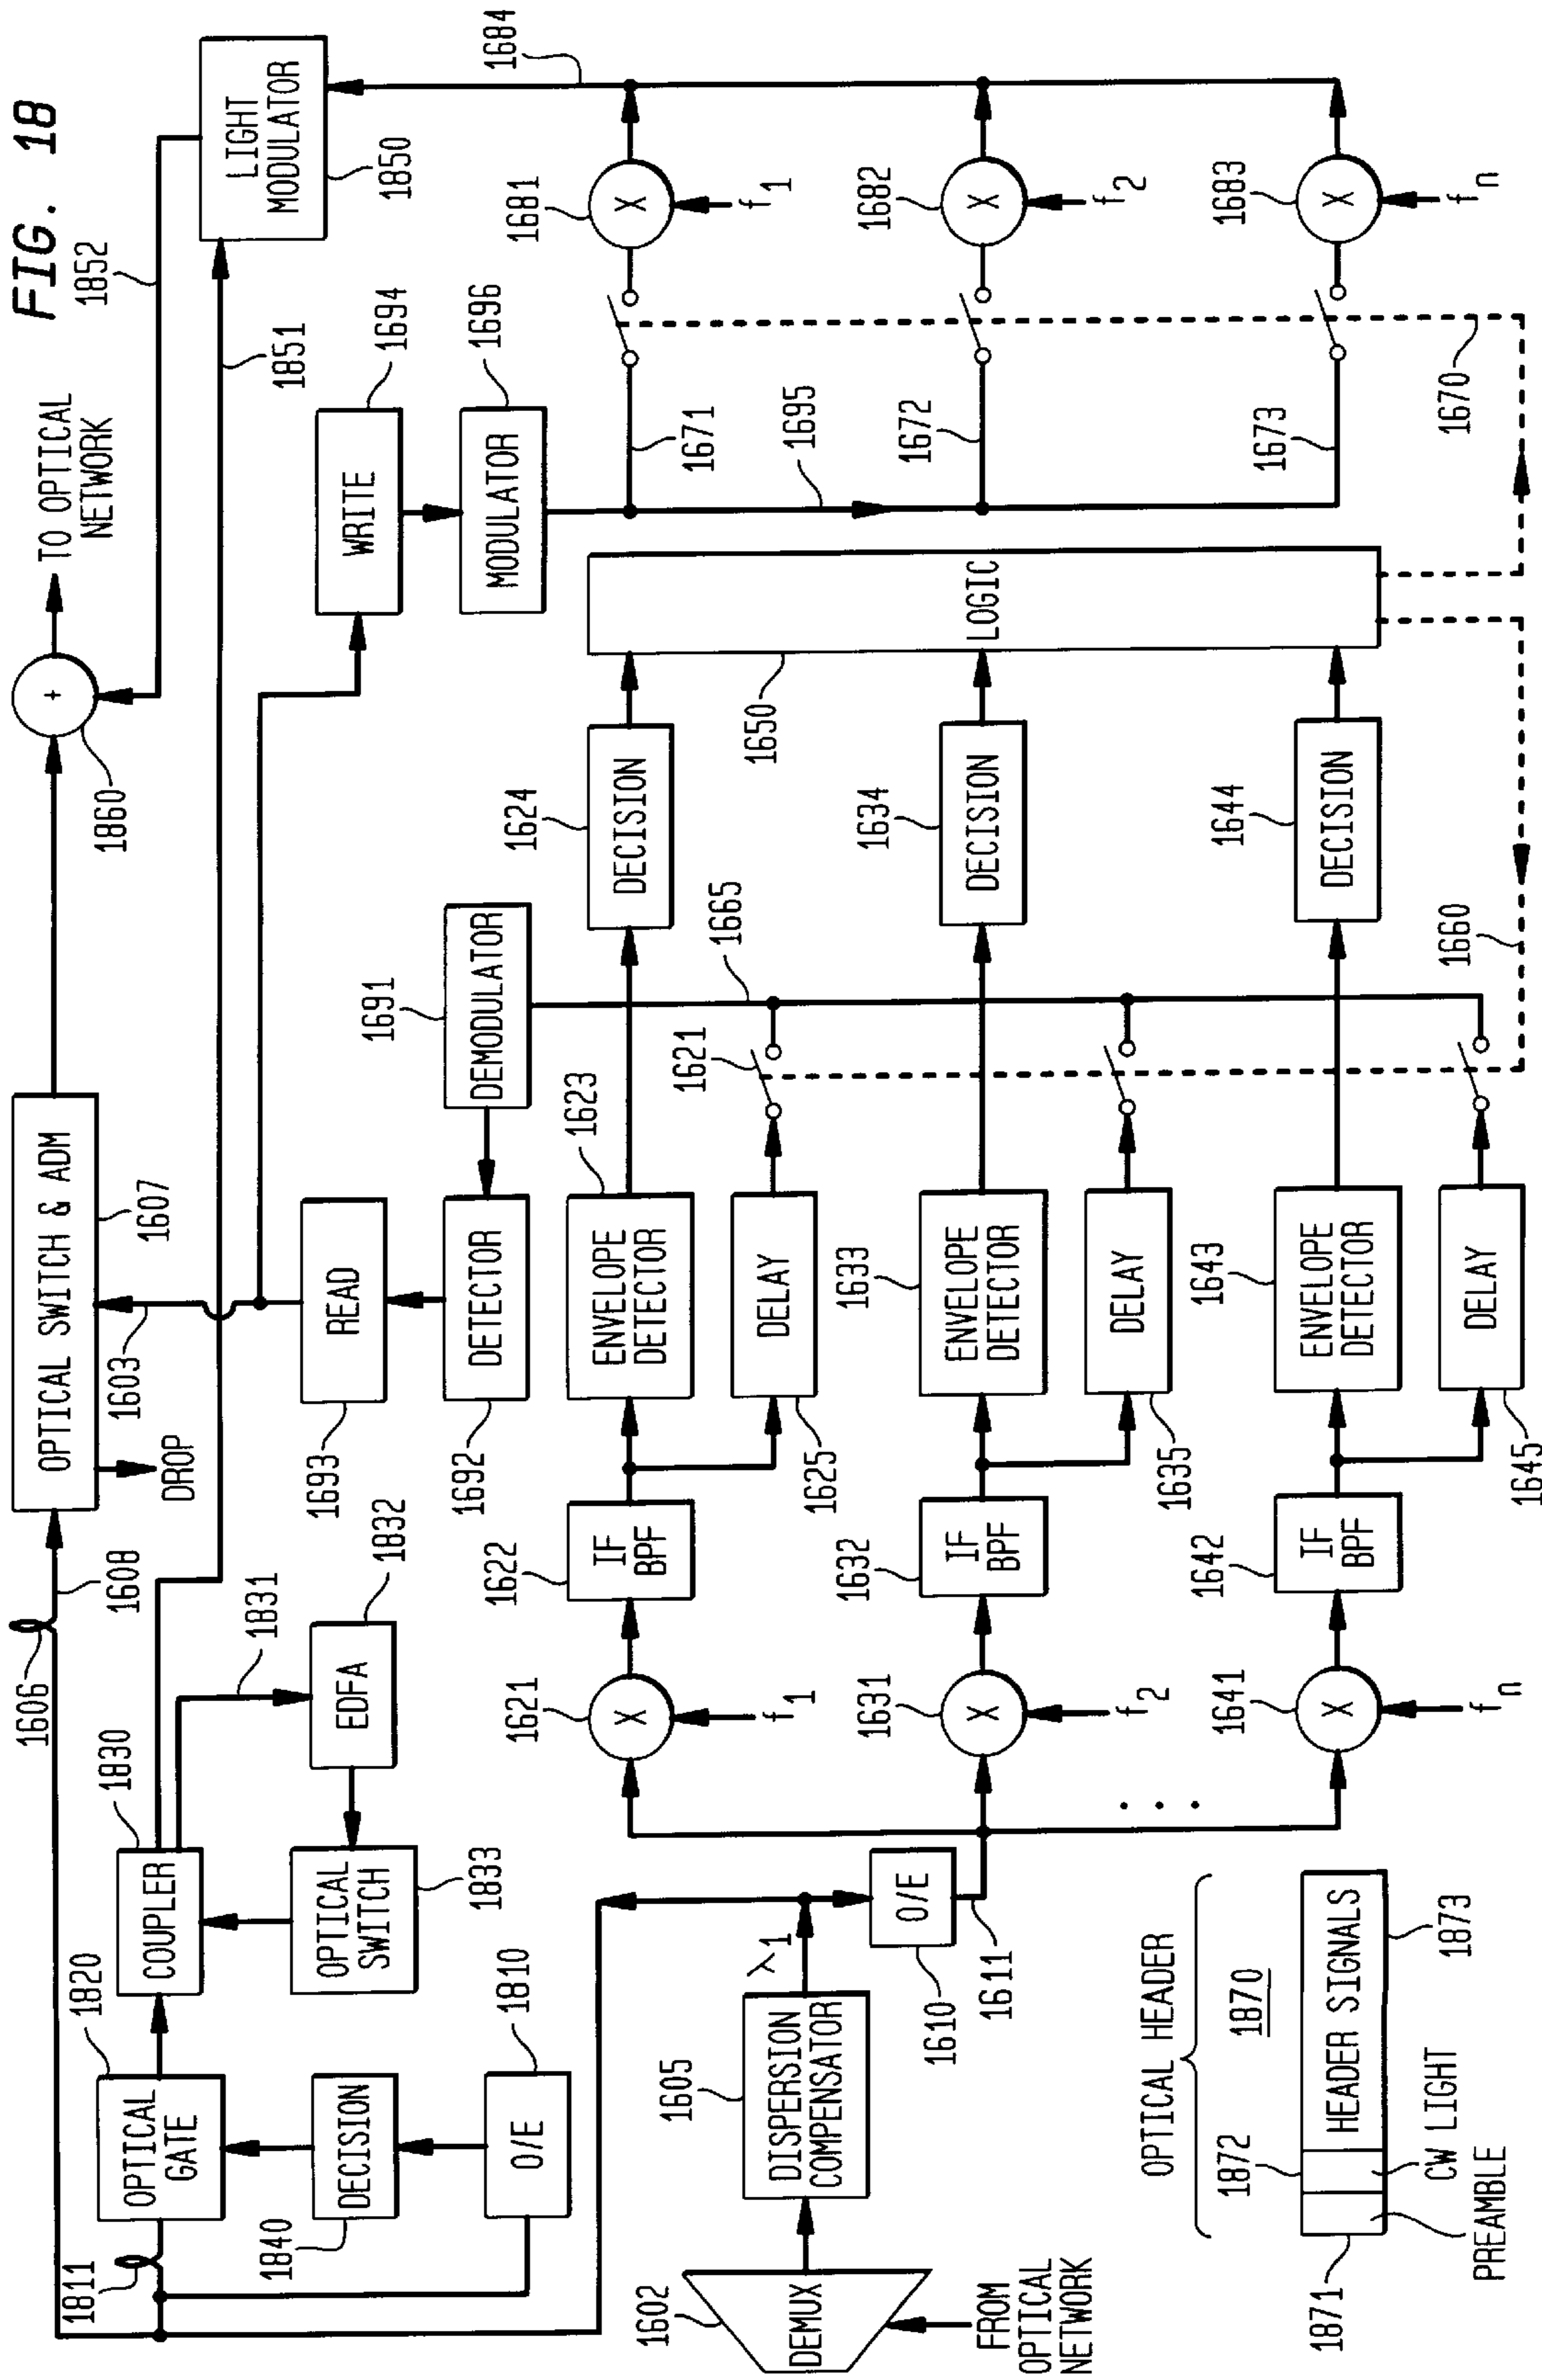 FIG. 18
1606
1608
OPTICAL SWITCH & ADM
1607
DROP
1603
+
1860
TO OPTICAL
NETWORK
1852
LIGHT
MODULATOR
1850
1851
1811
OPTICAL
GATE
1820
COUPLER
1830
1831
EDFA
1832
OPTICAL
SWITCH
1833
DECISION
1840
O/E
1810
READ
1693
DETECTOR
1692
DEMODULATOR
1691
WRITE
1694
MODULATOR
1696
1602
DEMUX
FROM
OPTICAL
NETWORK
1605
DISPERSION
COMPENSATOR
λ1
O/E
1610
1611
1621
X
f1
1622
IF
BPF
ENVELOPE
DETECTOR
1623
DELAY
1625
1621
1665
1624
DECISION
1650
LOGIC
1671
1695
1681
X
f1
1684
1631
X
f2
1632
IF
BPF
ENVELOPE
DETECTOR
1633
DELAY
1635
1634
DECISION
1672
1682
X
f2
. . .
1641
X
fn
1642
IF
BPF
ENVELOPE
DETECTOR
1643
DELAY
1645
1644
DECISION
1660
1673
1670
1683
X
fn
OPTICAL HEADER
1870
1871
1872
HEADER SIGNALS
1873
CW LIGHT
PREAMBLE